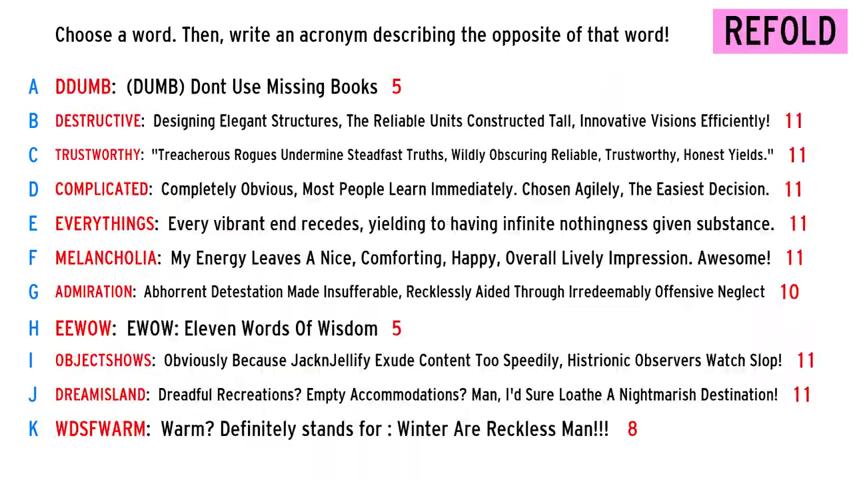 Choose a word. Then, write an acronym describing the opposite of that word!
REFOLD
A DDUMB: (DUMB) Dont Use Missing Books 5
B DESTRUCTIVE: Designing Elegant Structures, The Reliable Units Constructed Tall, Innovative Visions Efficiently! 11
C TRUSTWORTHY: "Treacherous Rogues Undermine Steadfast Truths, Wildly Obscuring Reliable, Trustworthy, Honest Yields." 11
D COMPLICATED: Completely Obvious, Most People Learn Immediately. Chosen Agilely, The Easiest Decision. 11
E EVERYTHINGS: Every vibrant end recedes, yielding to having infinite nothingness given substance. 11
F MELANCHOLIA: My Energy Leaves A Nice, Comforting, Happy, Overall Lively Impression. Awesome! 11
G ADMIRATION: Abhorrent Detestation Made Insufferable, Recklessly Aided Through Irredeemably Offensive Neglect 10
H EEWOW: EWOW: Eleven Words Of Wisdom 5
I OBJECTSHOWS: Obviously Because JacknJellify Exude Content Too Speedily, Histrionic Observers Watch Slop! 11
J DREAMISLAND: Dreadful Recreations? Empty Accommodations? Man, I'd Sure Loathe A Nightmarish Destination! 11
K WDSFWARM: Warm? Definitely stands for : Winter Are Reckless Man!!! 8